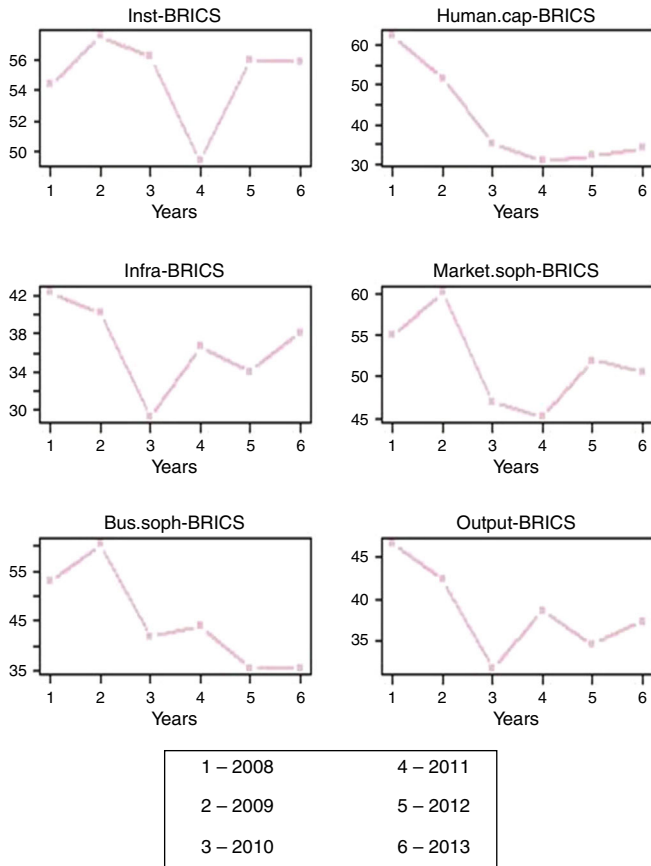 Inst-BRICS
56
54
52
50
1 2 3 4 5 6
Years
Human.cap-BRICS
60
50
40
30
1 2 3 4 5 6
Years
Infra-BRICS
42
38
34
30
1 2 3 4 5 6
Years
Market.soph-BRICS
60
55
50
45
1 2 3 4 5 6
Years
Bus.soph-BRICS
55
45
35
1 2 3 4 5 6
Years
Output-BRICS
45
40
35
1 2 3 4 5 6
Years
1 – 2008 4 – 2011
2 – 2009 5 – 2012
3 – 2010 6 – 2013